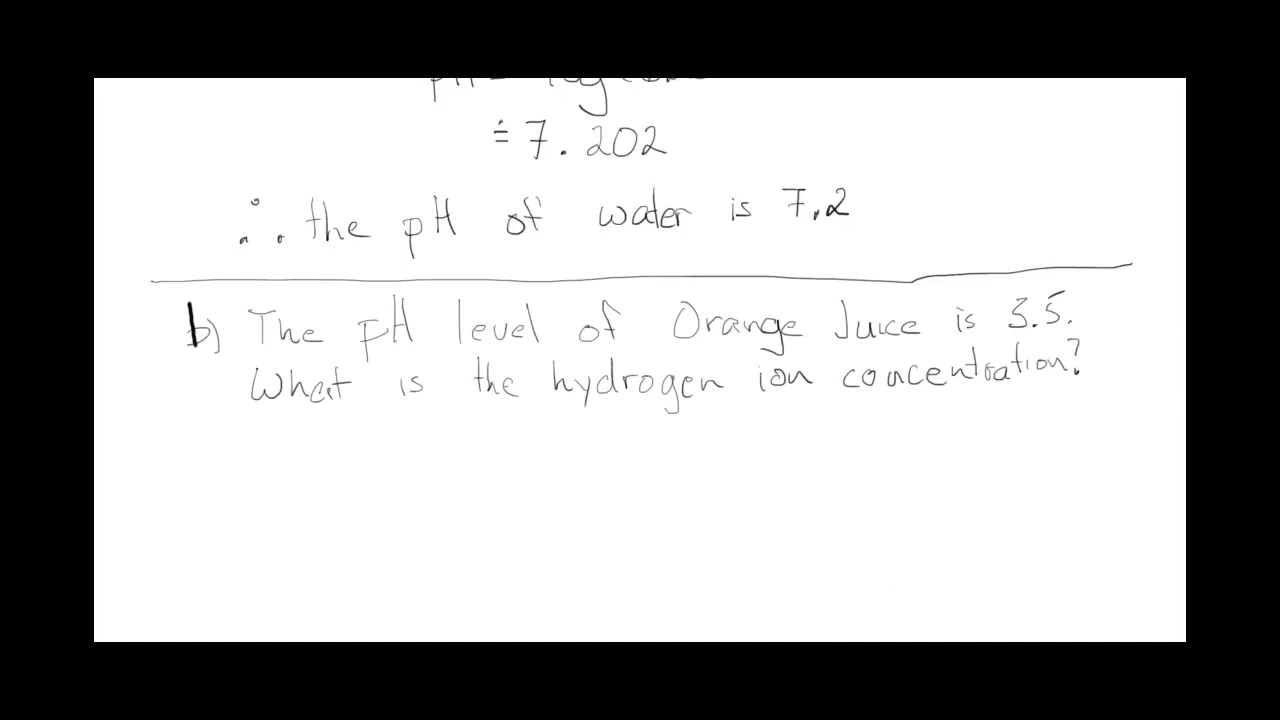 ≐ 7.202
∴ the pH of water is 7.2
b) The pH level of Orange Juice is 3.5.
What is the hydrogen ion concentration?